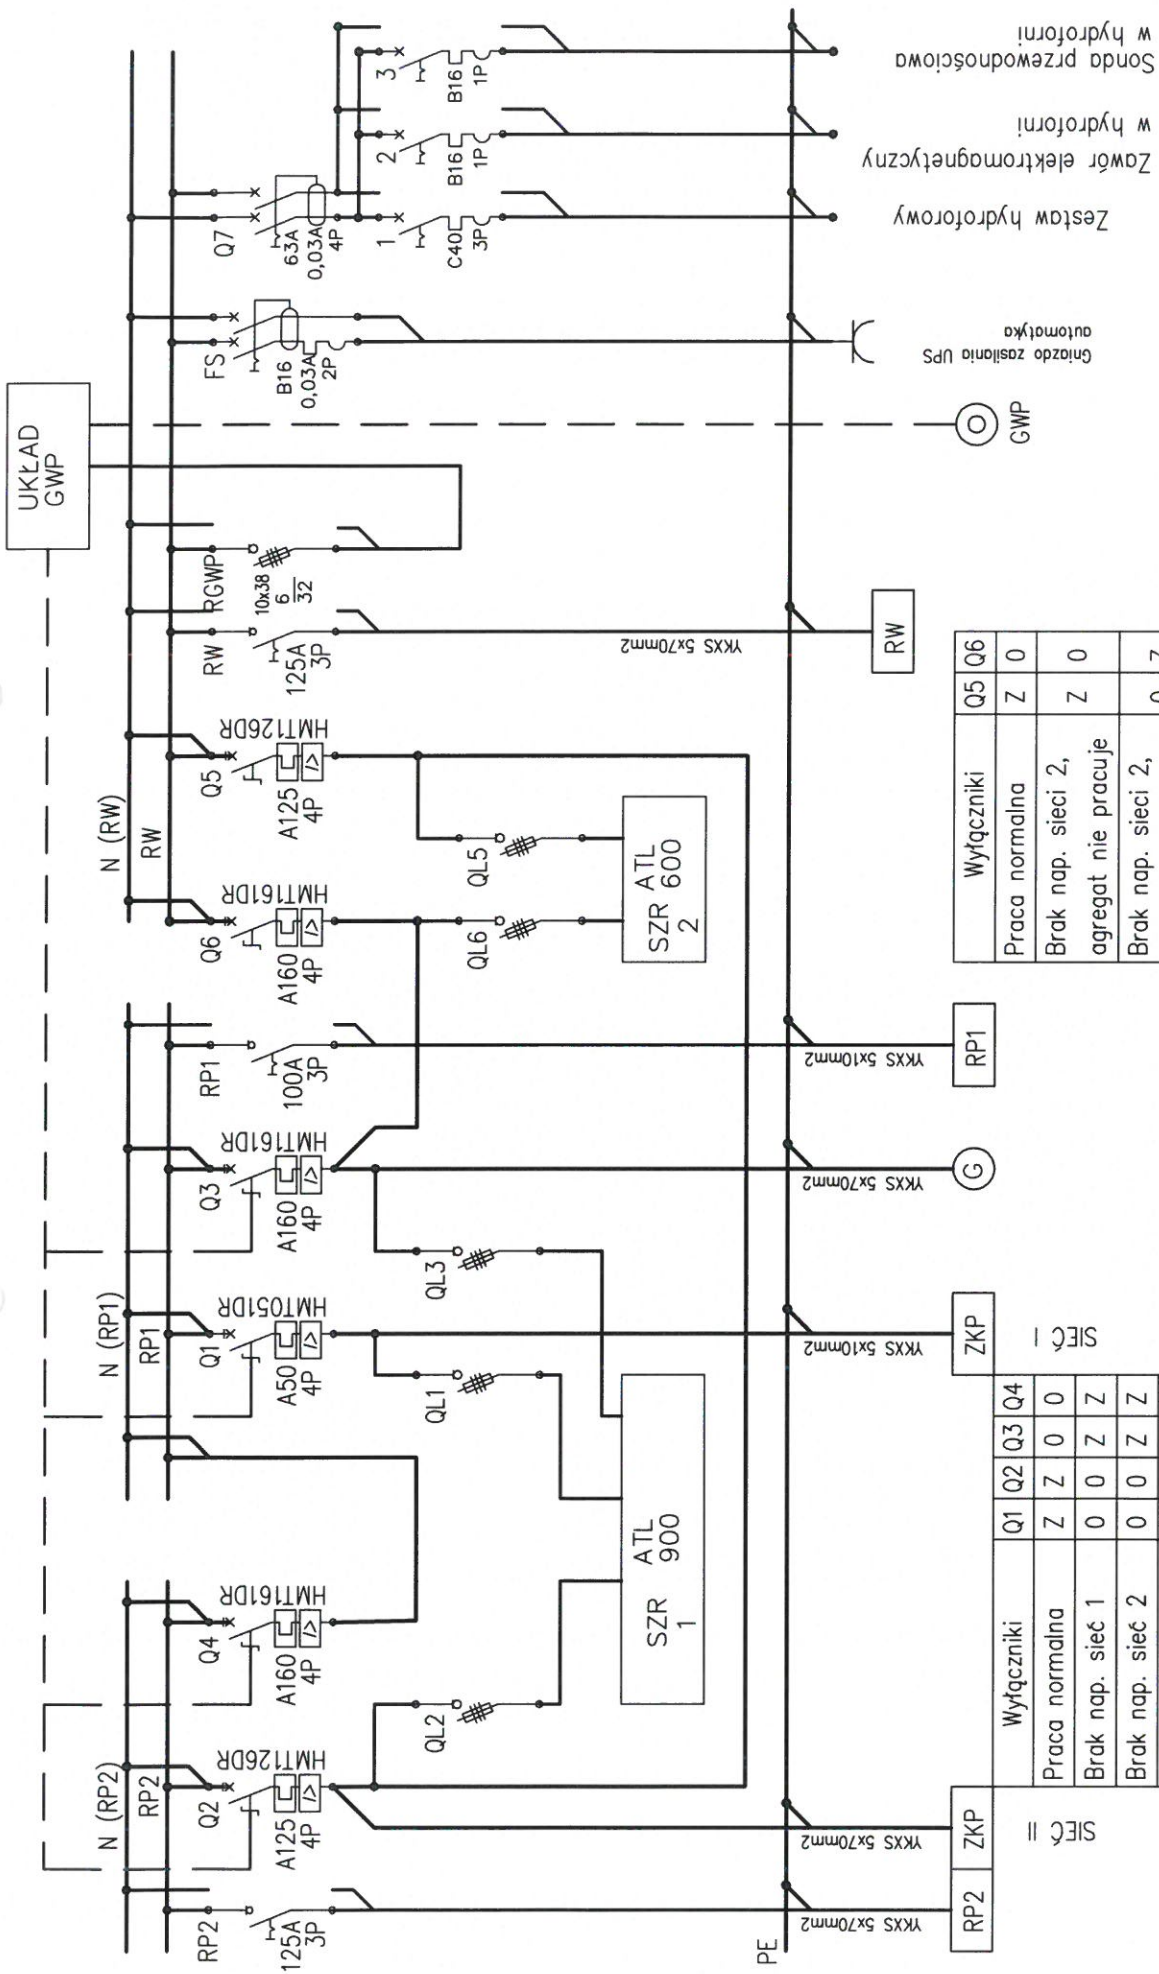 UKŁAD
GWP
N (RP2)
RP2
N (RP1)
RP1
N (RW)
RW
RP2
125A
3P
Q2
A125
4P
HMT126DR
Q4
A160
4P
HMT161DR
Q1
A50
4P
HMT051DR
Q3
A160
4P
HMT161DR
RP1
100A
3P
Q6
A160
4P
HMT161DR
Q5
A125
4P
HMT126DR
RW
125A
3P
RGWP
10x38
6
32
FS
B16
0,03A
2P
Q7
63A
0,03A
4P
1
C40
3P
2
B16
1P
3
B16
1P
QL2
QL1
QL3
QL6
QL5
SZR
1
ATL
900
SZR
2
ATL
600
PE
YKXS 5x70mm2
YKXS 5x70mm2
YKXS 5x10mm2
YKXS 5x70mm2
YKXS 5x10mm2
YKXS 5x70mm2
RP2
ZKP
ZKP
G
RP1
RW
GWP
SIEĆ II
SIEĆ I
Gniazdo zasilania UPS
automatyka
Zestaw hydroforowy
Zawór elektromagnetyczny
w hydroforni
Sonda przewodnościowa
w hydroforni
Wyłączniki Q1 Q2 Q3 Q4
Praca normalna Z Z 0 0
Brak nap. sieć 1 0 0 Z Z
Brak nap. sieć 2 0 0 Z Z
Wyłączniki Q5 Q6
Praca normalna Z 0
Brak nap. sieci 2,
agregat nie pracuje Z 0
Brak nap. sieci 2,